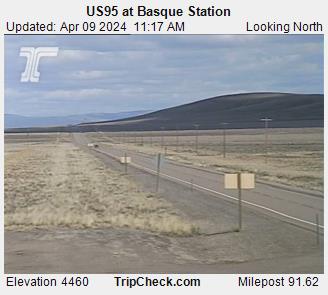 US95 at Basque Station
Updated: Apr 09 2024 11:17 AM Looking North
Elevation 4460 TripCheck.com Milepost 91.62